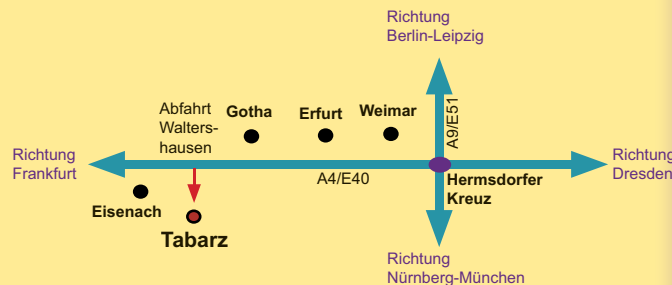 Richtung
Berlin-Leipzig
Abfahrt
Walters-
hausen
Gotha
Erfurt
Weimar
A9/E51
Richtung
Frankfurt
A4/E40
Richtung
Dresden
Hermsdorfer
Kreuz
Eisenach
Tabarz
Richtung
Nürnberg-München